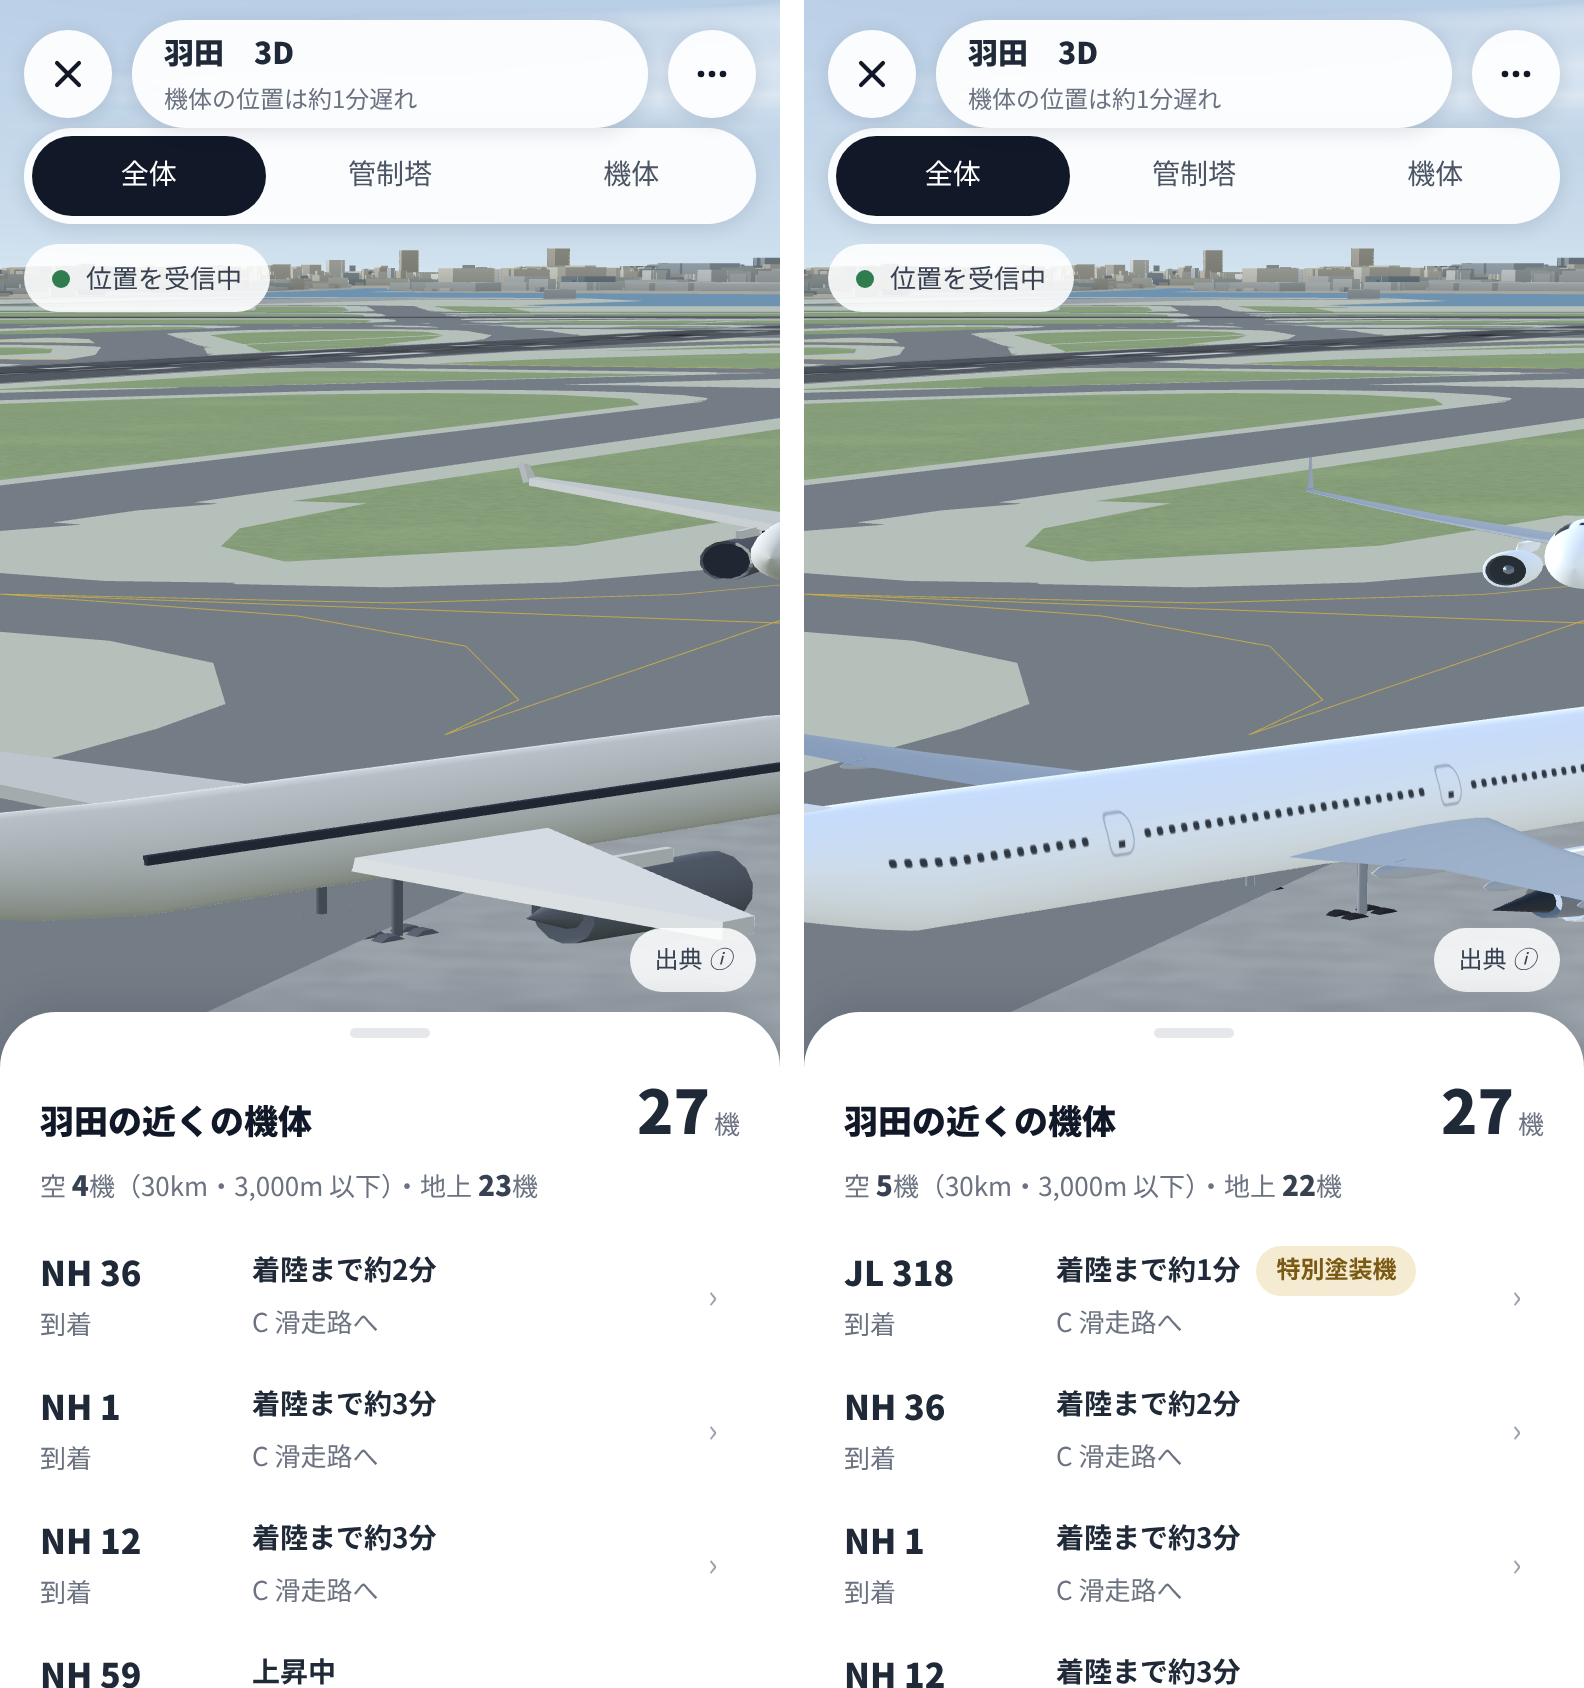 羽田 3D
機体の位置は約1分遅れ
全体
管制塔
機体
位置を受信中
出典 ⓘ
羽田の近くの機体
27機
空 4機（30km・3,000m 以下）・地上 23機
NH 36
着陸まで約2分
到着
C 滑走路へ
NH 1
着陸まで約3分
到着
C 滑走路へ
NH 12
着陸まで約3分
到着
C 滑走路へ
NH 59
上昇中
羽田 3D
機体の位置は約1分遅れ
全体
管制塔
機体
位置を受信中
出典 ⓘ
羽田の近くの機体
27機
空 5機（30km・3,000m 以下）・地上 22機
JL 318
着陸まで約1分 特別塗装機
到着
C 滑走路へ
NH 36
着陸まで約2分
到着
C 滑走路へ
NH 1
着陸まで約3分
到着
C 滑走路へ
NH 12
着陸まで約3分